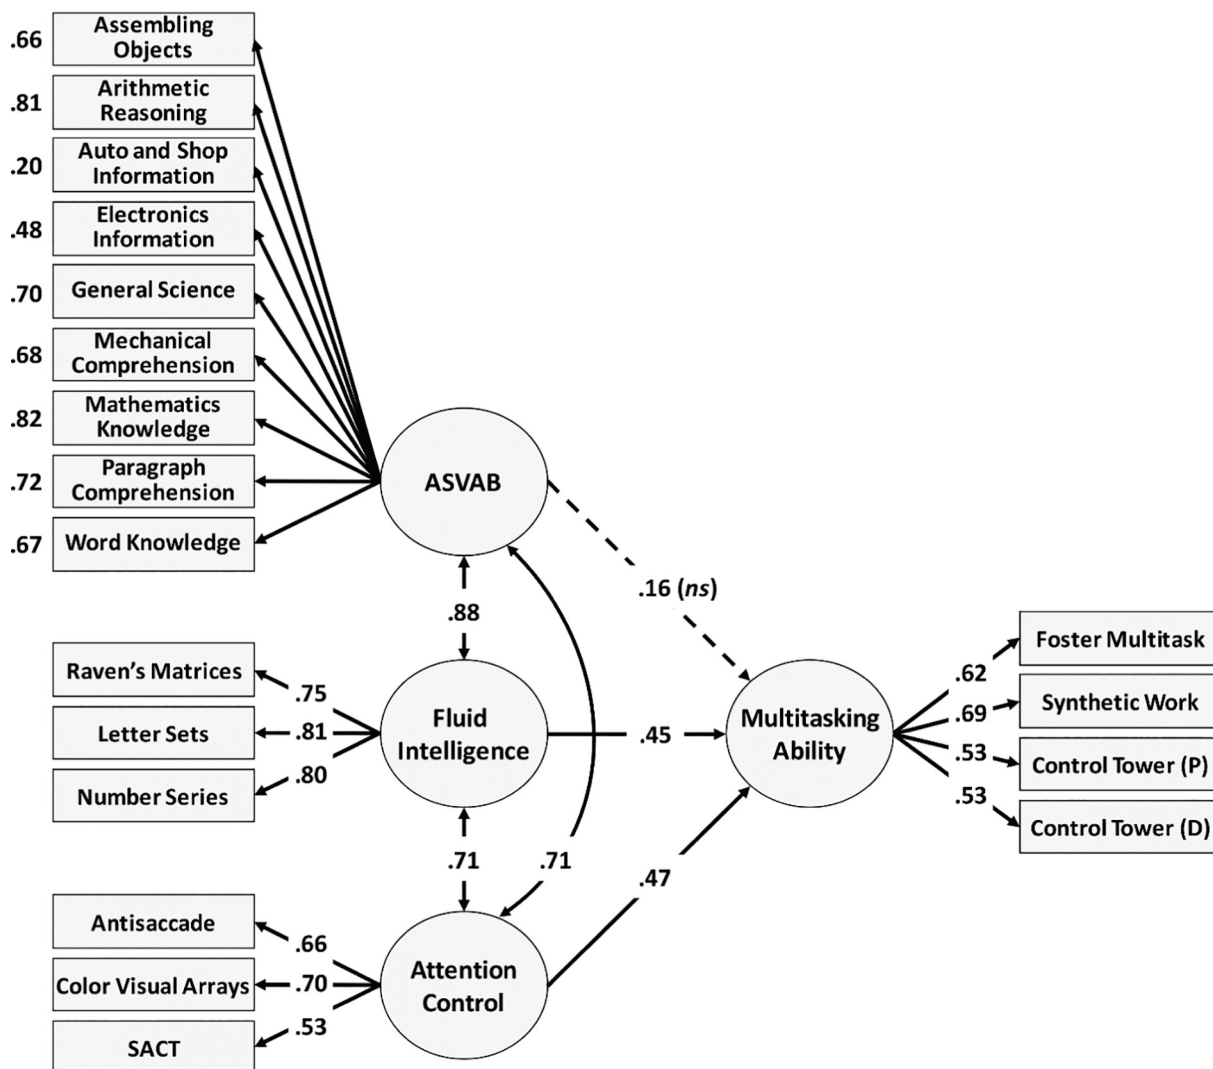 .66
Assembling
Objects
.81
Arithmetic
Reasoning
.20
Auto and Shop
Information
.48
Electronics
Information
.70
General Science
.68
Mechanical
Comprehension
.82
Mathematics
Knowledge
.72
Paragraph
Comprehension
.67
Word Knowledge
ASVAB
.16 (ns)
.88
Raven's Matrices
Letter Sets
Number Series
.75
.81
.80
Fluid
Intelligence
.45
Multitasking
Ability
.62
.69
.53
.53
Foster Multitask
Synthetic Work
Control Tower (P)
Control Tower (D)
.71
.71
.47
Antisaccade
Color Visual Arrays
SACT
.66
.70
.53
Attention
Control